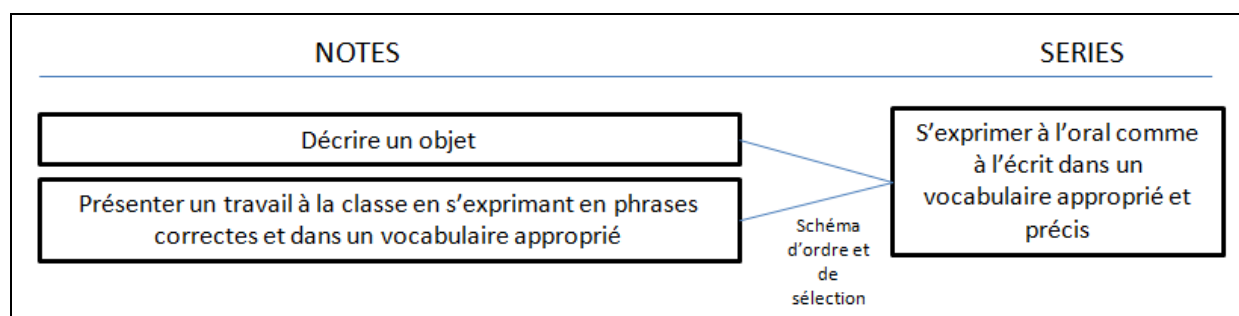 NOTES
SERIES
Décrire un objet
Présenter un travail à la classe en s'exprimant en phrases
correctes et dans un vocabulaire approprié
Schéma
d'ordre et
de
sélection
S'exprimer à l'oral comme
à l'écrit dans un
vocabulaire approprié et
précis